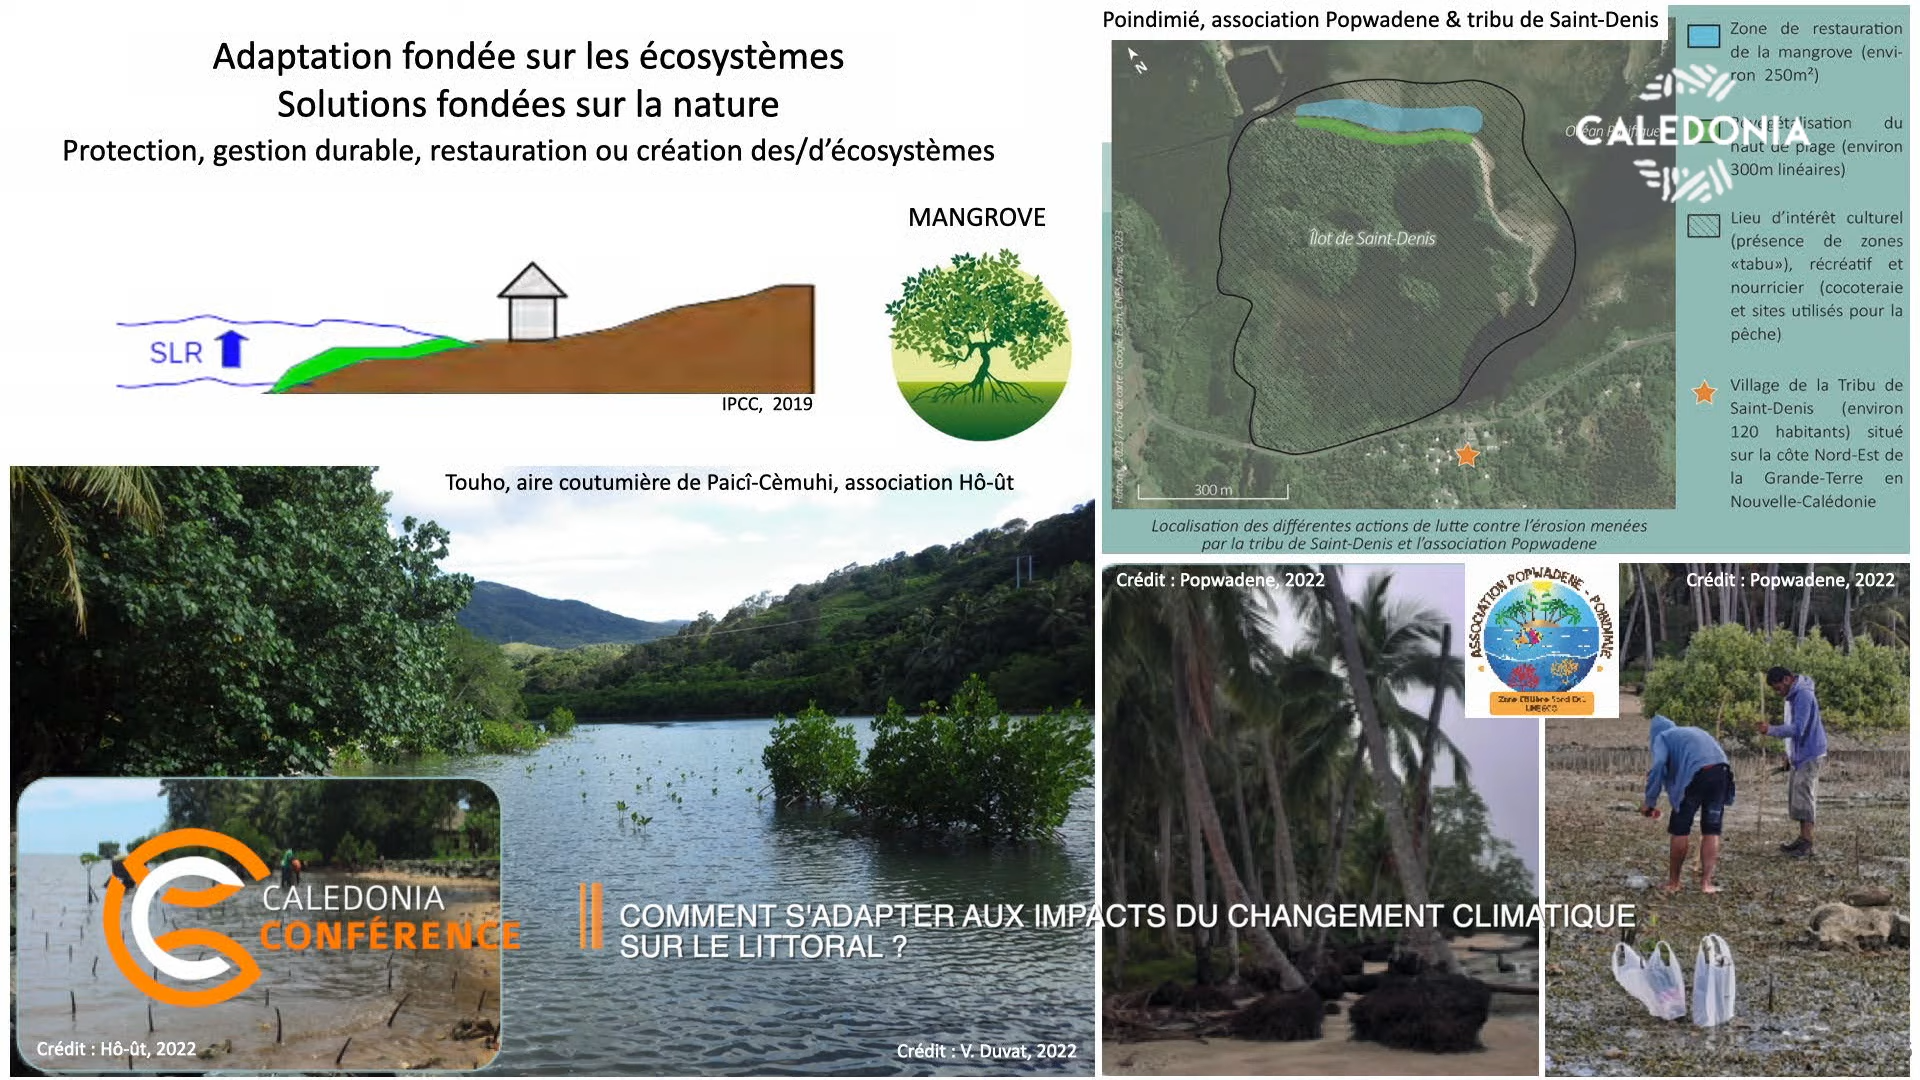 Adaptation fondée sur les écosystèmes
Solutions fondées sur la nature
Protection, gestion durable, restauration ou création des/d’écosystèmes
MANGROVE
SLR
IPCC, 2019
Poindimié, association Popwadene & tribu de Saint-Denis
N
Îlot de Saint-Denis
300 m
Localisation des différentes actions de lutte contre l'érosion menées
par la tribu de Saint-Denis et l'association Popwadene
Zone de restauration
de la mangrove (envi-
ron 250m²)
CALEDONIA
du
haut de plage (environ
300m linéaires)
Lieu d'intérêt culturel
(présence de zones
«tabu»), récréatif et
nourricier (cocoteraie
et sites utilisés pour la
pêche)
Village de la Tribu de
Saint-Denis (environ
120 habitants) situé
sur la côte Nord-Est de
la Grande-Terre en
Nouvelle-Calédonie
Touho, aire coutumière de Paicî-Cèmuhi, association Hô-ût
Crédit : Popwadene, 2022
ASSOCIATION POPWADENE - POINDIMIE
Crédit : Popwadene, 2022
CALEDONIA
CONFÉRENCE
COMMENT S'ADAPTER AUX IMPACTS DU CHANGEMENT CLIMATIQUE
SUR LE LITTORAL ?
Crédit : Hô-ût, 2022
Crédit : V. Duvat, 2022